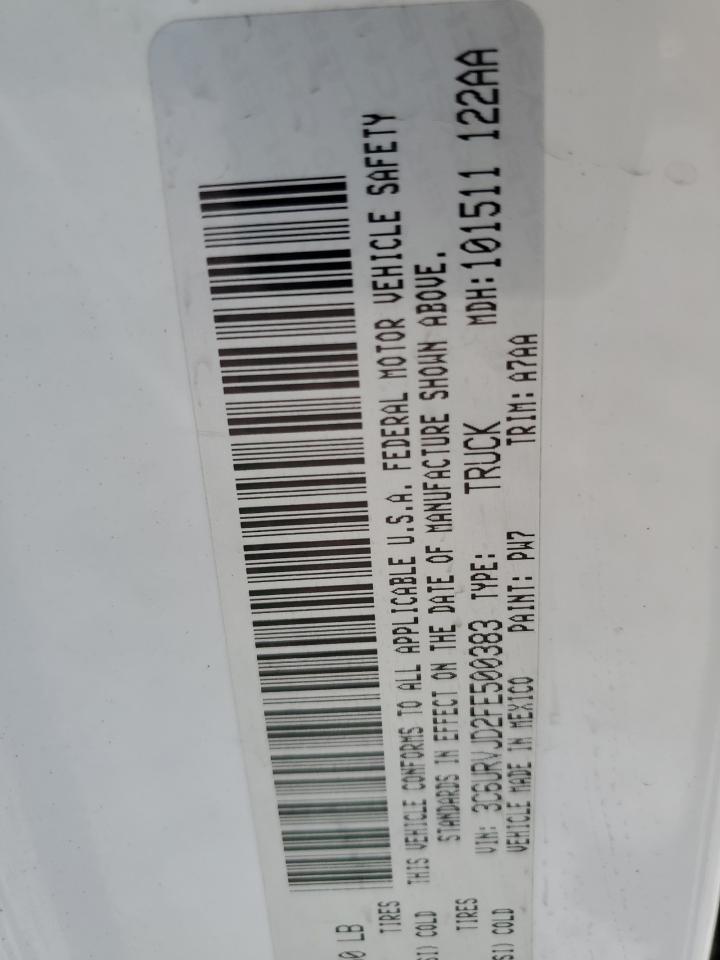 0 LB
TIRES
SI) COLD
THIS VEHICLE CONFORMS TO ALL APPLICABLE U.S.A. FEDERAL MOTOR VEHICLE SAFETY
STANDARDS IN EFFECT ON THE DATE OF MANUFACTURE SHOWN ABOVE.
TIRES
SI) COLD
VIN: 3C6URVJD2FE500383 TYPE: TRUCK MDH:101511 122AA
VEHICLE MADE IN MEXICO PAINT: PW7 TRIM: A7AA